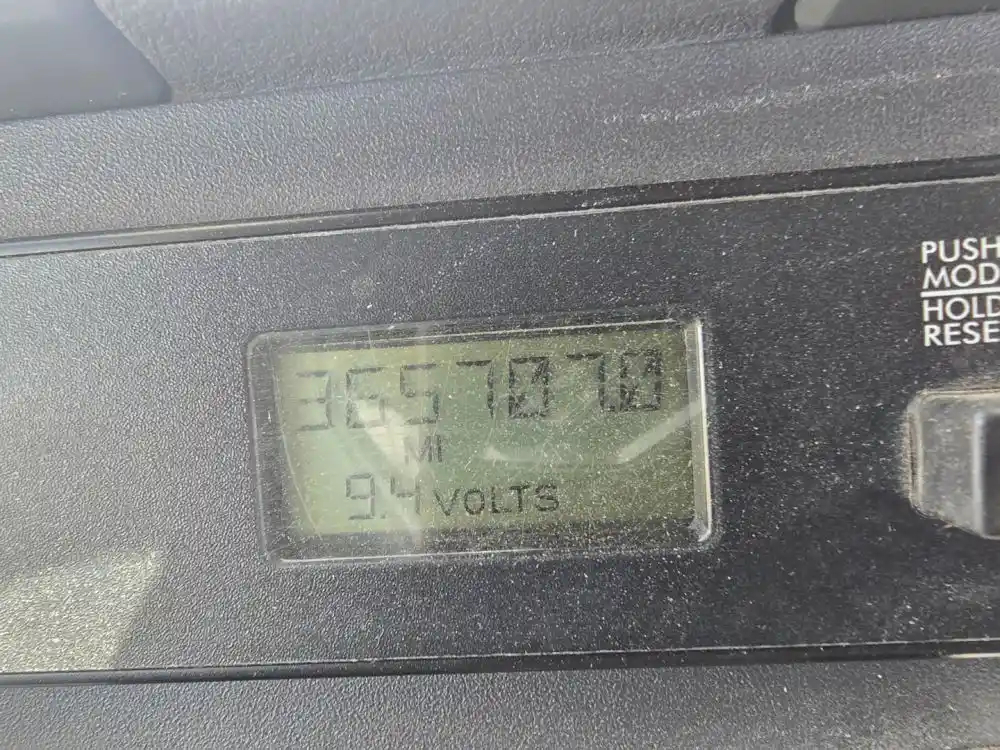 365707.0
MI
9.4 VOLTS
PUSH
MOD
HOLD
RESE